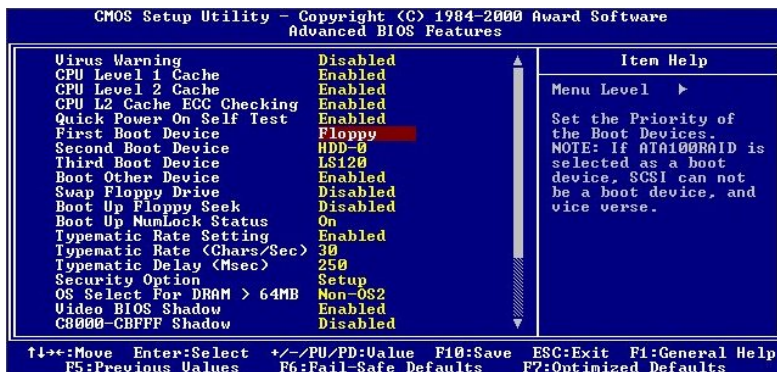 CMOS Setup Utility - Copyright (C) 1984-2000 Award Software
Advanced BIOS Features
Virus Warning Disabled
CPU Level 1 Cache Enabled
CPU Level 2 Cache Enabled
CPU L2 Cache ECC Checking Enabled
Quick Power On Self Test Enabled
First Boot Device Floppy
Second Boot Device HDD-0
Third Boot Device LS120
Boot Other Device Enabled
Swap Floppy Drive Disabled
Boot Up Floppy Seek Disabled
Boot Up NumLock Status On
Typematic Rate Setting Enabled
Typematic Rate (Chars/Sec) 30
Typematic Delay (Msec) 250
Security Option Setup
OS Select For DRAM > 64MB Non-OS2
Video BIOS Shadow Enabled
C8000-CBFFF Shadow Disabled
Item Help
Menu Level ▶
Set the Priority of
the Boot Devices.
NOTE: If ATA100RAID is
selected as a boot
device, SCSI can not
be a boot device, and
vice verse.
↑↓→←:Move Enter:Select +/-/PU/PD:Value F10:Save ESC:Exit F1:General Help
F5:Previous Values F6:Fail-Safe Defaults F7:Optimized Defaults